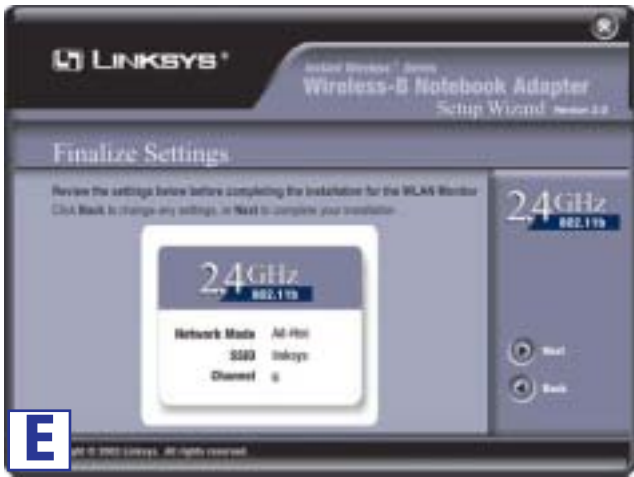 LINKSYS®
Instant Wireless™ Series
Wireless-B Notebook Adapter
Setup Wizard
Finalize Settings
Review the settings below before completing the installation for the WLAN Monitor
Click Back to change any settings, or Next to complete your installation
2.4GHz
802.11b
2.4GHz
802.11b
Network Mode Ad-Hoc
SSID linksys
Channel 6
Next
Back
E
© 2003 Linksys. All rights reserved.